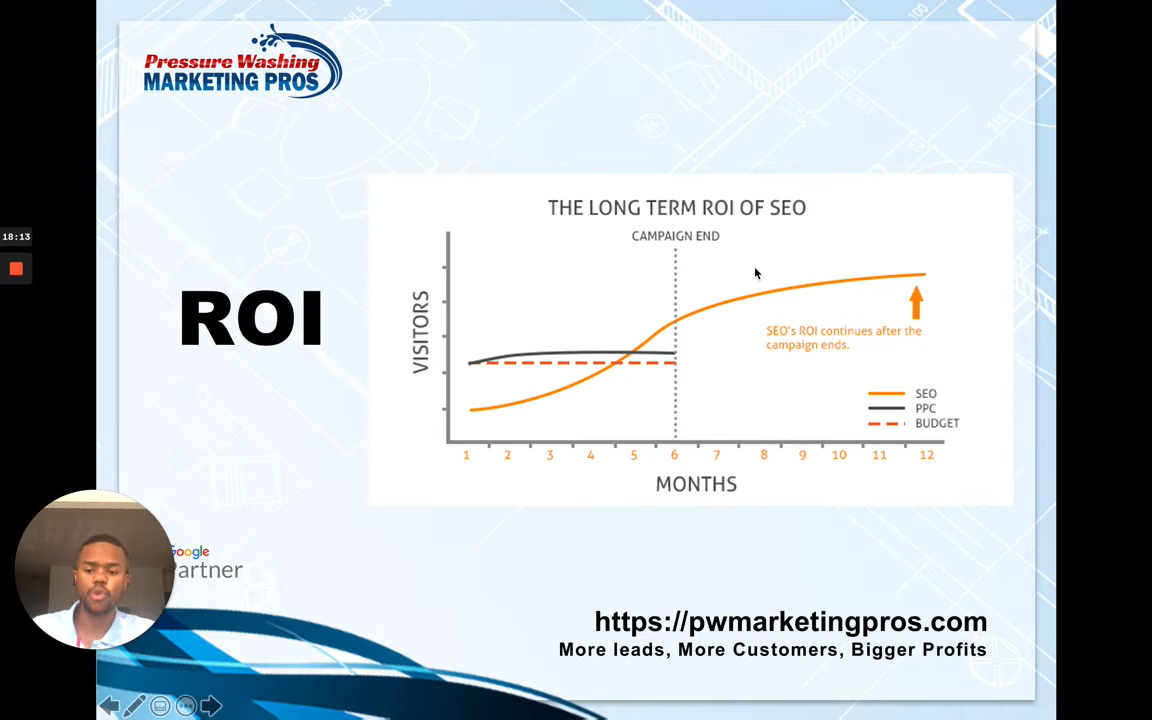 Pressure Washing
MARKETING PROS
18:13
ROI
THE LONG TERM ROI OF SEO
CAMPAIGN END
VISITORS
SEO's ROI continues after the
campaign ends.
SEO
PPC
BUDGET
1 2 3 4 5 6 7 8 9 10 11 12
MONTHS
Google
artner
https://pwmarketingpros.com
More leads, More Customers, Bigger Profits